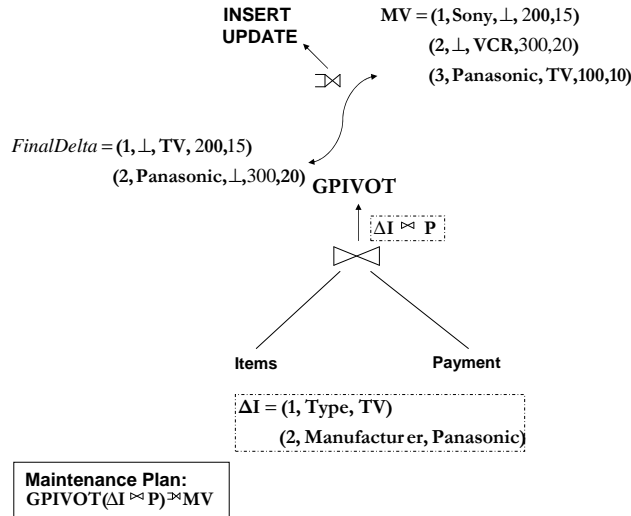 INSERT
UPDATE
MV = (1, Sony, ⊥, 200,15)
(2, ⊥, VCR,300,20)
(3, Panasonic, TV,100,10)
FinalDelta = (1, ⊥, TV, 200,15)
(2, Panasonic,⊥,300,20)
GPIVOT
ΔI ⋈ P
Items
Payment
ΔI = (1, Type, TV)
(2, Manufacturer, Panasonic)
Maintenance Plan:
GPIVOT(ΔI ⋈ P)⟕MV